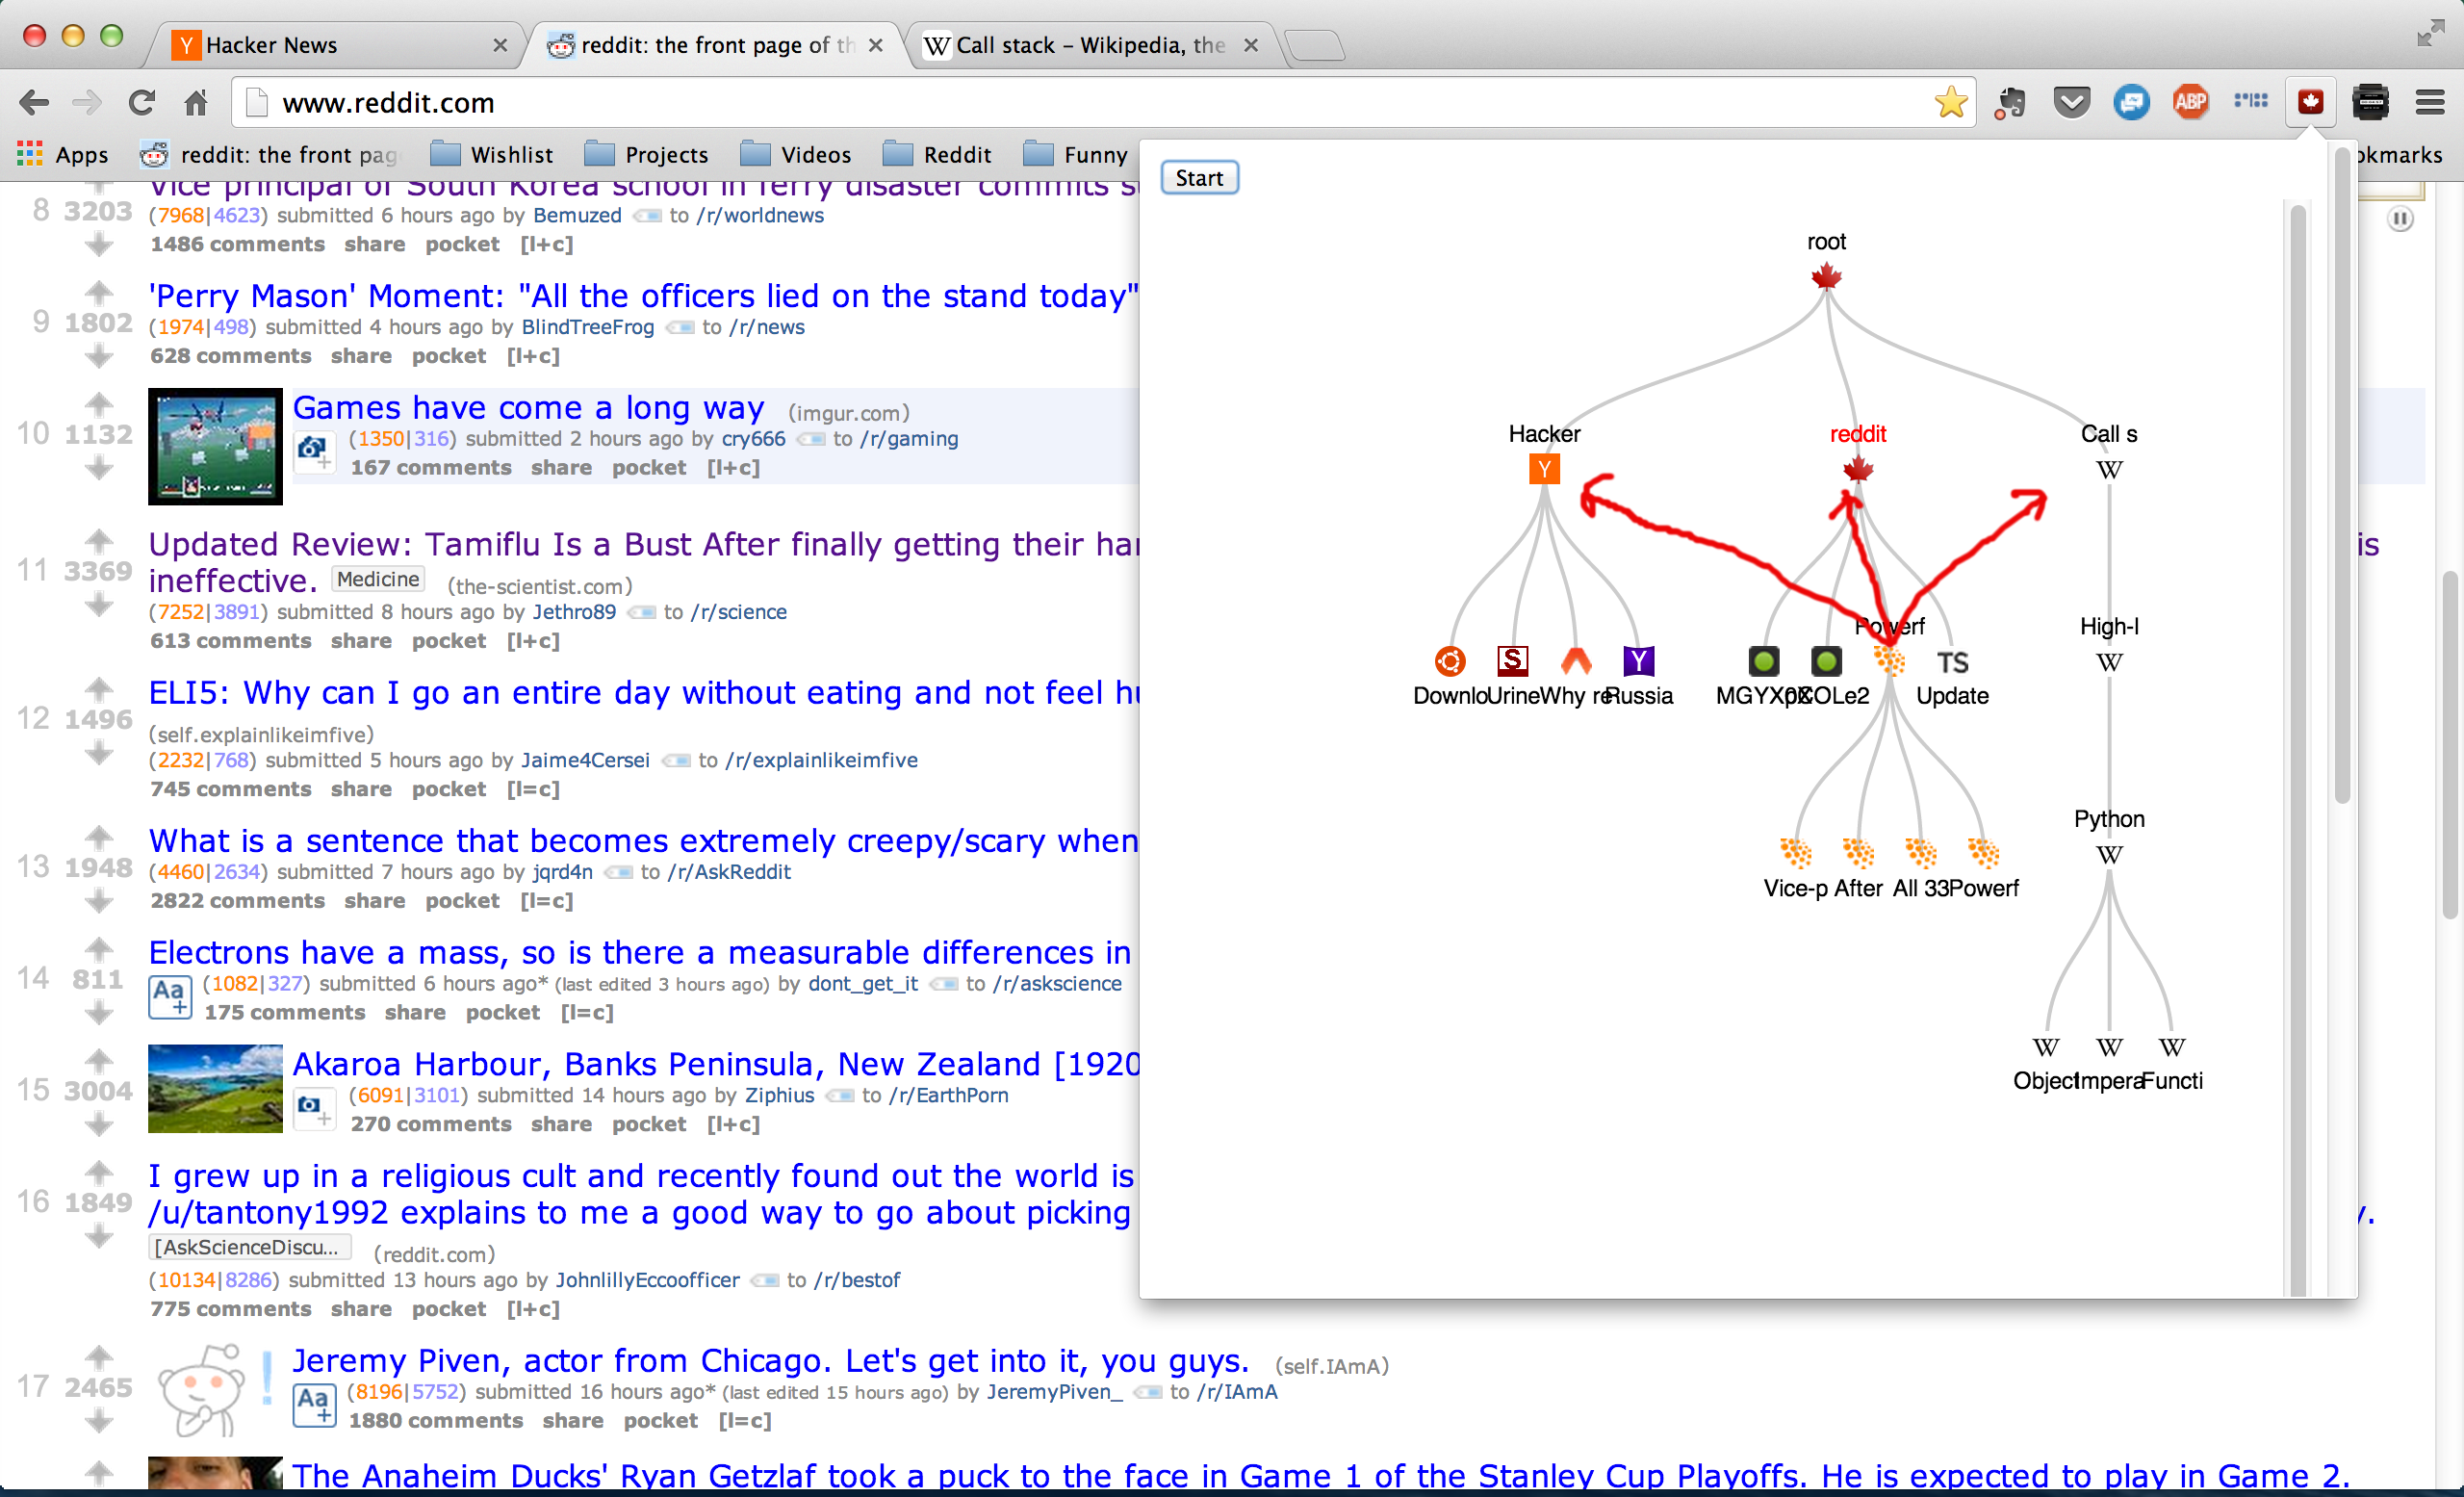 Hacker News
reddit: the front page of th
Call stack – Wikipedia, the
www.reddit.com
ABP
Apps
reddit: the front pag
Wishlist
Projects
Videos
Reddit
Funny
okmarks
Vice principal of South Korea school in ferry disaster commits s
8 3203 (7968|4623) submitted 6 hours ago by Bemuzed to /r/worldnews
1486 comments share pocket [l+c]
'Perry Mason' Moment: "All the officers lied on the stand today"
9 1802 (1974|498) submitted 4 hours ago by BlindTreeFrog to /r/news
628 comments share pocket [l+c]
Games have come a long way (imgur.com)
10 1132 (1350|316) submitted 2 hours ago by cry666 to /r/gaming
167 comments share pocket [l+c]
Updated Review: Tamiflu Is a Bust After finally getting their ha is
11 3369 ineffective. Medicine (the-scientist.com)
(7252|3891) submitted 8 hours ago by Jethro89 to /r/science
613 comments share pocket [l+c]
ELI5: Why can I go an entire day without eating and not feel hu
12 1496 (self.explainlikeimfive)
(2232|768) submitted 5 hours ago by Jaime4Cersei to /r/explainlikeimfive
745 comments share pocket [l=c]
What is a sentence that becomes extremely creepy/scary when
13 1948 (4460|2634) submitted 7 hours ago by jqrd4n to /r/AskReddit
2822 comments share pocket [l=c]
Electrons have a mass, so is there a measurable differences in
14 811 Aa (1082|327) submitted 6 hours ago* (last edited 3 hours ago) by dont_get_it to /r/askscience
175 comments share pocket [l=c]
Akaroa Harbour, Banks Peninsula, New Zealand [1920
15 3004 (6091|3101) submitted 14 hours ago by Ziphius to /r/EarthPorn
270 comments share pocket [l+c]
I grew up in a religious cult and recently found out the world is
16 1849 /u/tantony1992 explains to me a good way to go about picking y.
[AskScienceDiscu... (reddit.com)
(10134|8286) submitted 13 hours ago by JohnlillyEccoofficer to /r/bestof
775 comments share pocket [l+c]
Jeremy Piven, actor from Chicago. Let's get into it, you guys. (self.IAmA)
17 2465 Aa (8196|5752) submitted 16 hours ago* (last edited 15 hours ago) by JeremyPiven_ to /r/IAmA
1880 comments share pocket [l=c]
The Anaheim Ducks' Ryan Getzlaf took a puck to the face in Game 1 of the Stanley Cup Playoffs. He is expected to play in Game 2.
Start
root
Hacker reddit Call s
Y W
Powerf High-l
S Y TS W
Downlo Urine Why re Russia MGYX0X COLe2 Update
Python
W
Vice-p After All 33 Powerf
W W W
Object Impera Functi